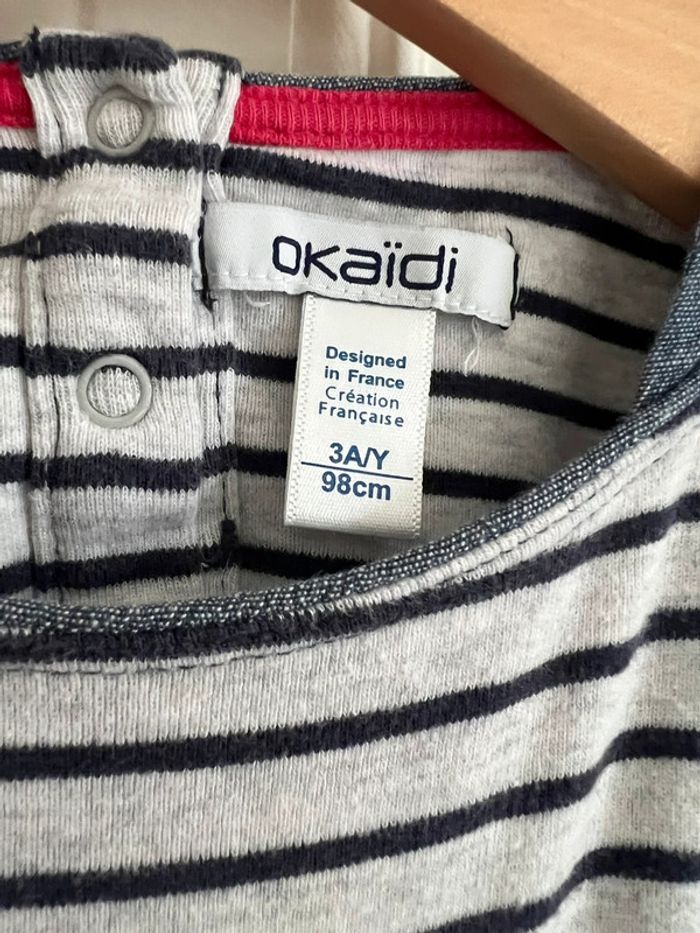 oKaïdi
Designed
in France
Création
Française
3A/Y
98cm